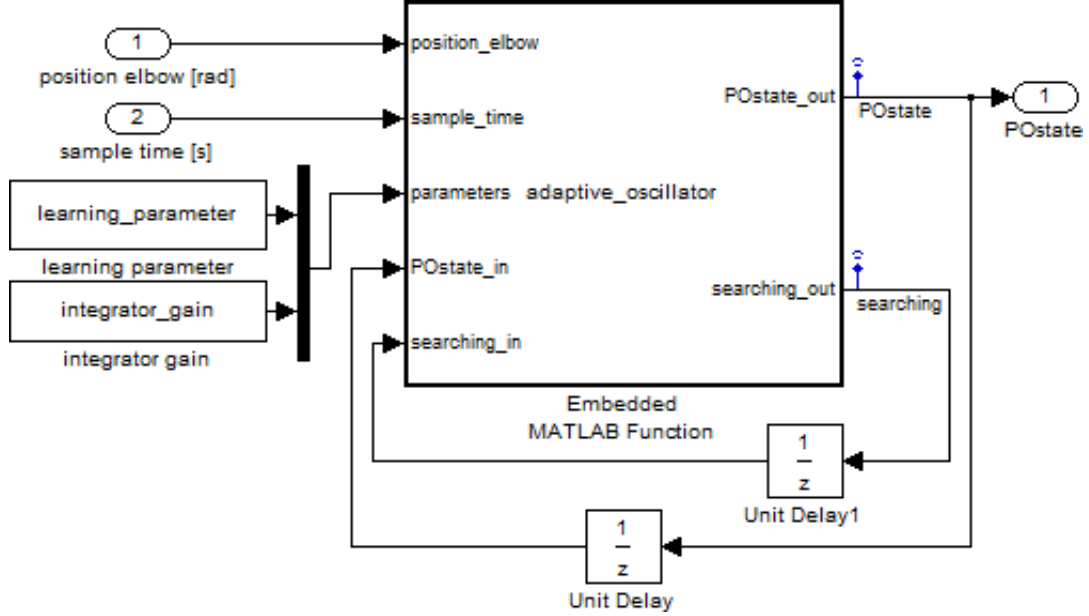 1
position elbow [rad]
2
sample time [s]
learning_parameter
learning parameter
integrator_gain
integrator gain
position_elbow
sample_time
parameters adaptive_oscillator
POstate_in
searching_in
POstate_out
searching_out
Embedded
MATLAB Function
POstate
searching
1
POstate
1
z
Unit Delay1
1
z
Unit Delay